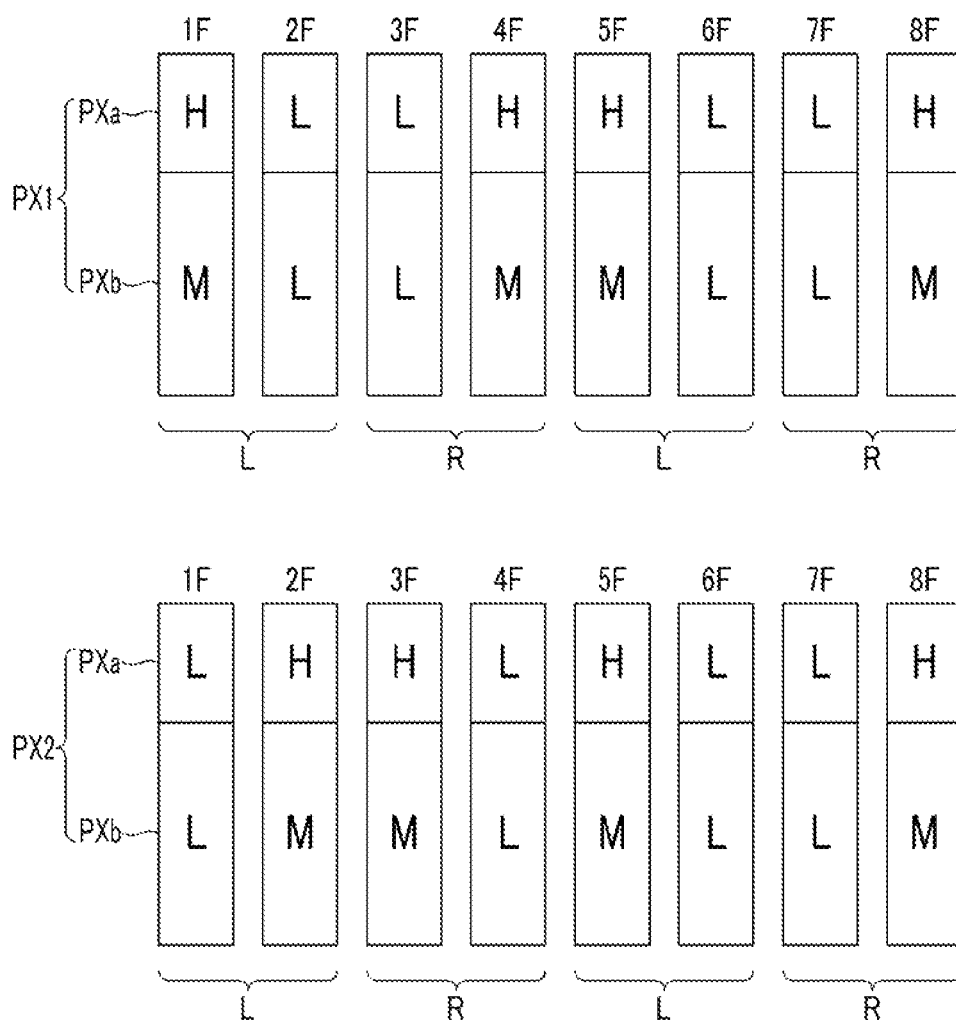 1F 2F 3F 4F 5F 6F 7F 8F
PXa H L L H H L L H
PX1
PXb M L L M M L L M
L R L R
1F 2F 3F 4F 5F 6F 7F 8F
PXa L H H L H L L H
PX2
PXb L M M L M L L M
L R L R